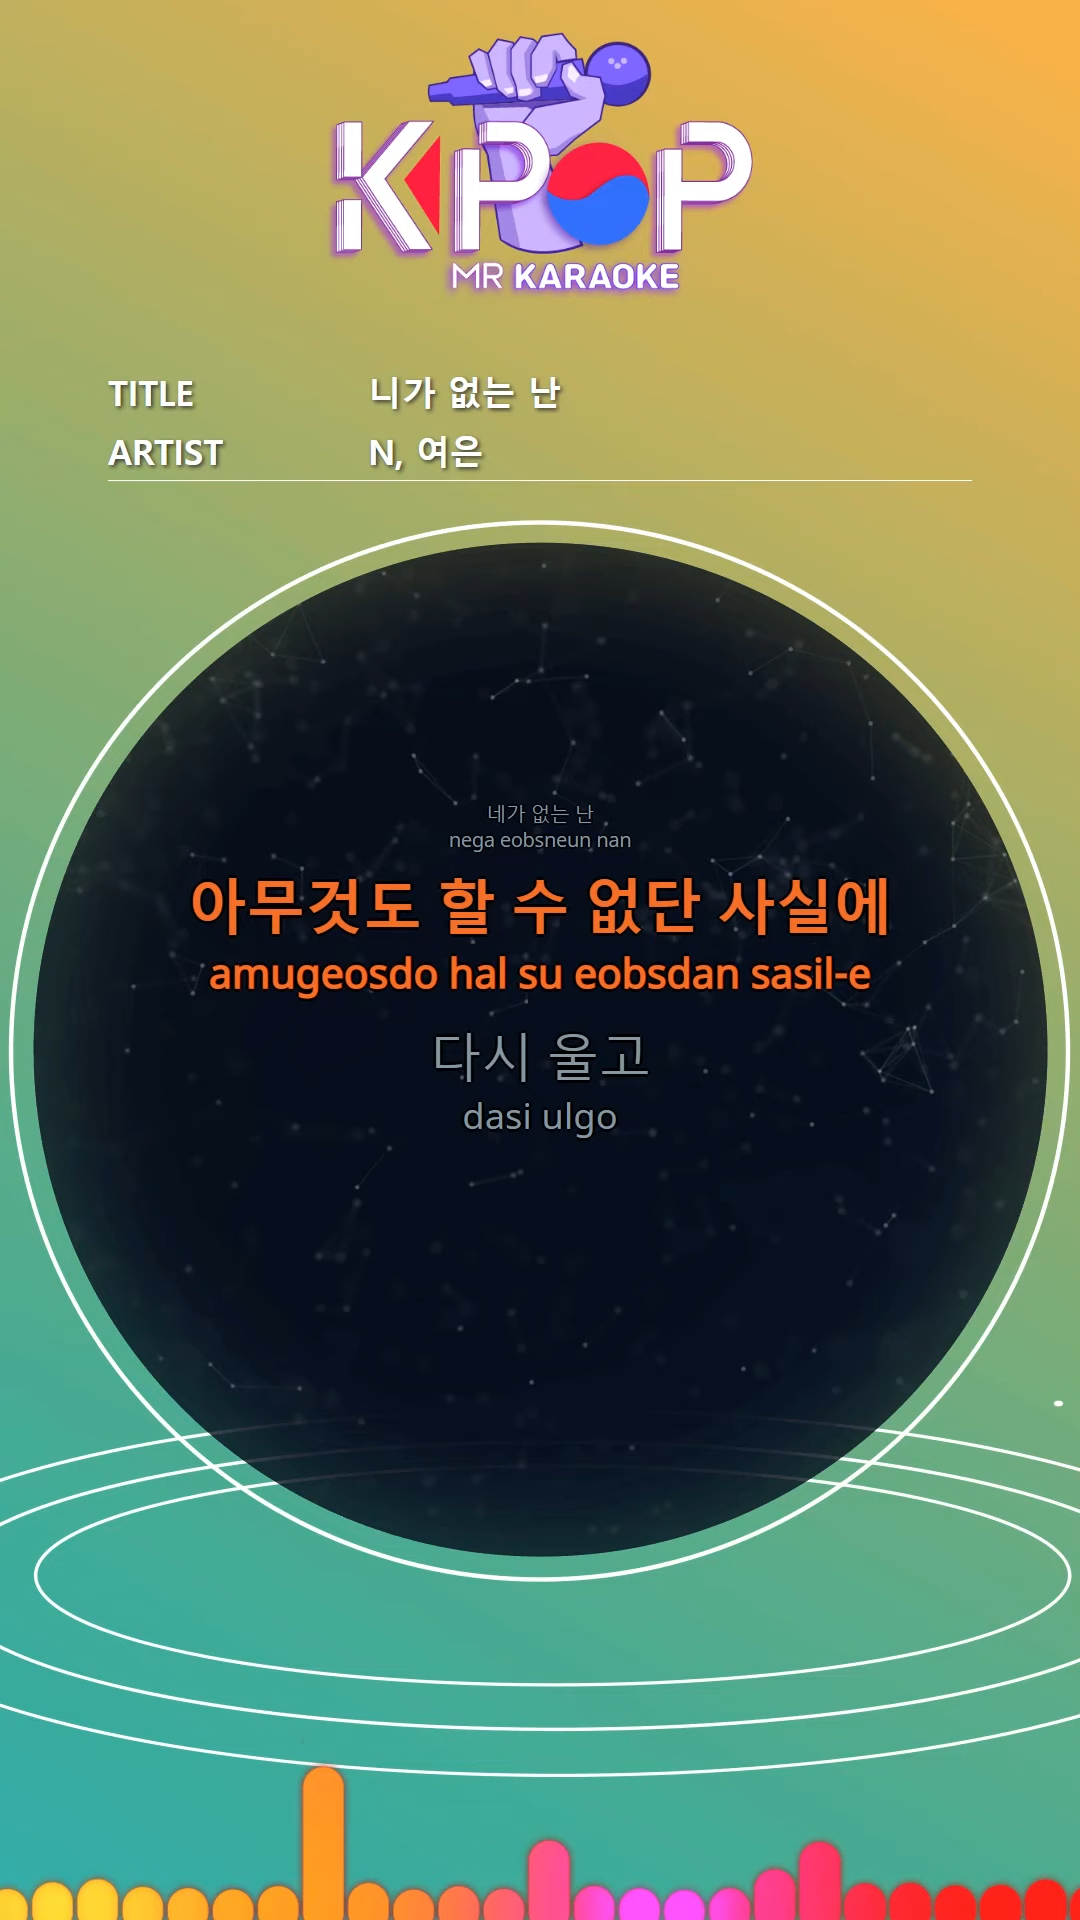 KPOP
MR KARAOKE
TITLE 니가 없는 난
ARTIST N, 여은
네가 없는 난
nega eobsneun nan
아무것도 할 수 없단 사실에
amugeosdo hal su eobsdan sasil-e
다시 울고
dasi ulgo